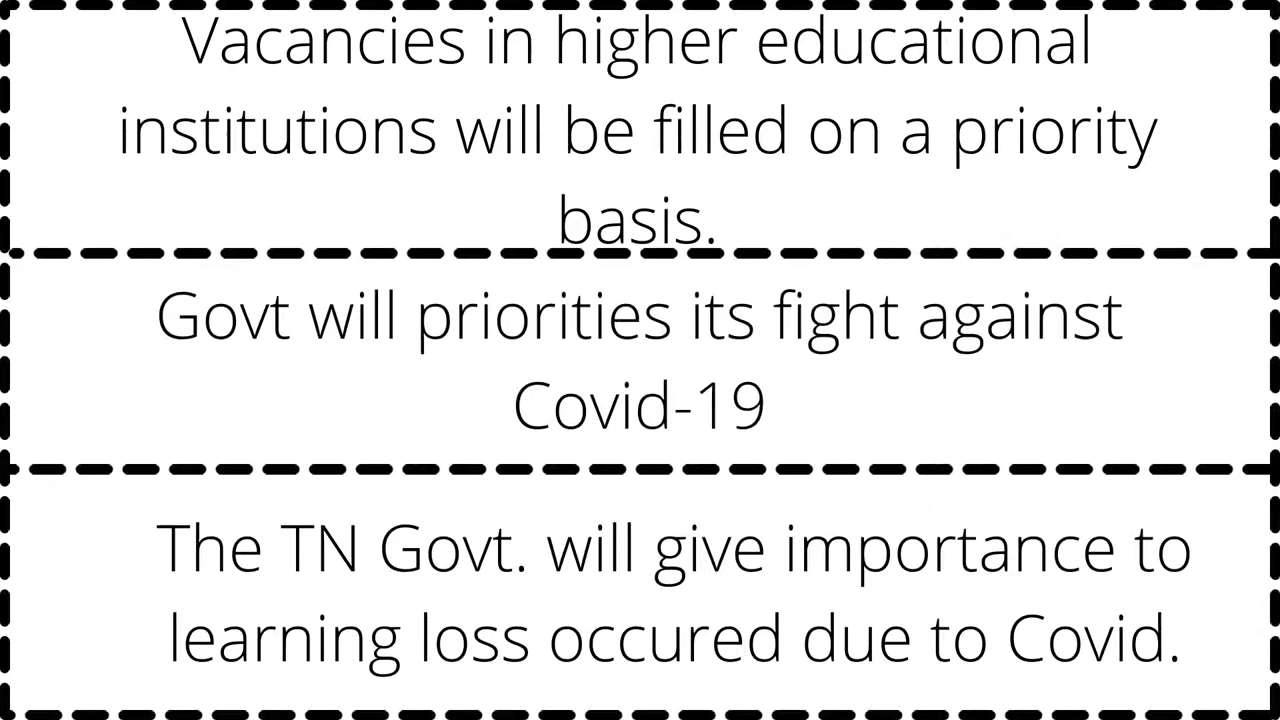 Vacancies in higher educational
institutions will be filled on a priority
basis.
Govt will priorities its fight against
Covid-19
The TN Govt. will give importance to
learning loss occured due to Covid.